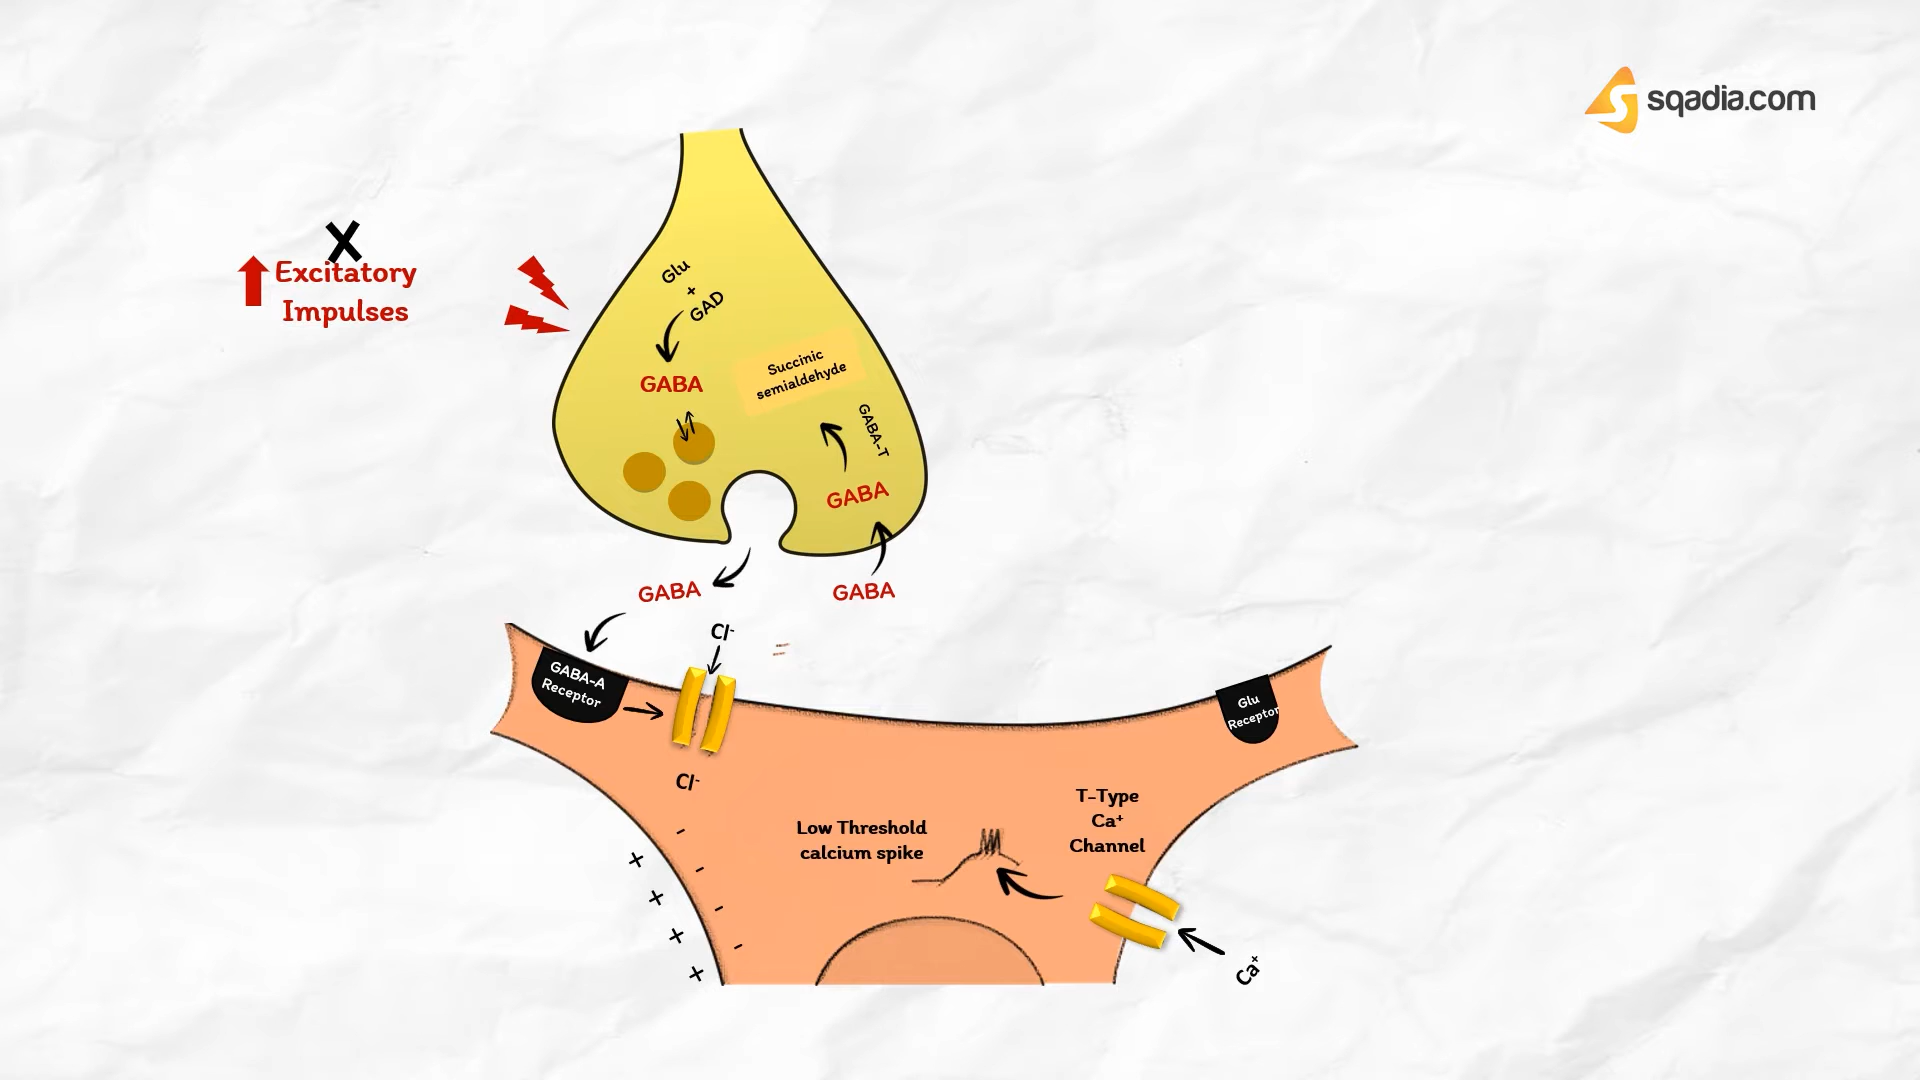 sqadia.com
X
Excitatory
Impulses
Glu
+
GAD
GABA
Succinic
semialdehyde
GABA-T
GABA
GABA
GABA
Cl-
GABA-A
Receptor
Glu
Receptor
Cl-
T-Type
Ca+
Channel
Low Threshold
calcium spike
- 
+
-
+
-
+
-
+
Ca+